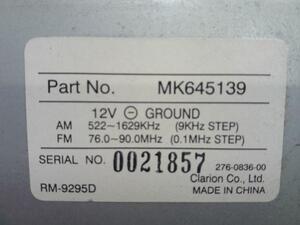 Part No. MK645139
12V ⊖ GROUND
AM 522~1629KHz (9KHz STEP)
FM 76.0~90.0MHz (0.1MHz STEP)
SERIAL NO. 0021857
276-0836-00
Clarion Co., Ltd.
RM-9295D MADE IN CHINA